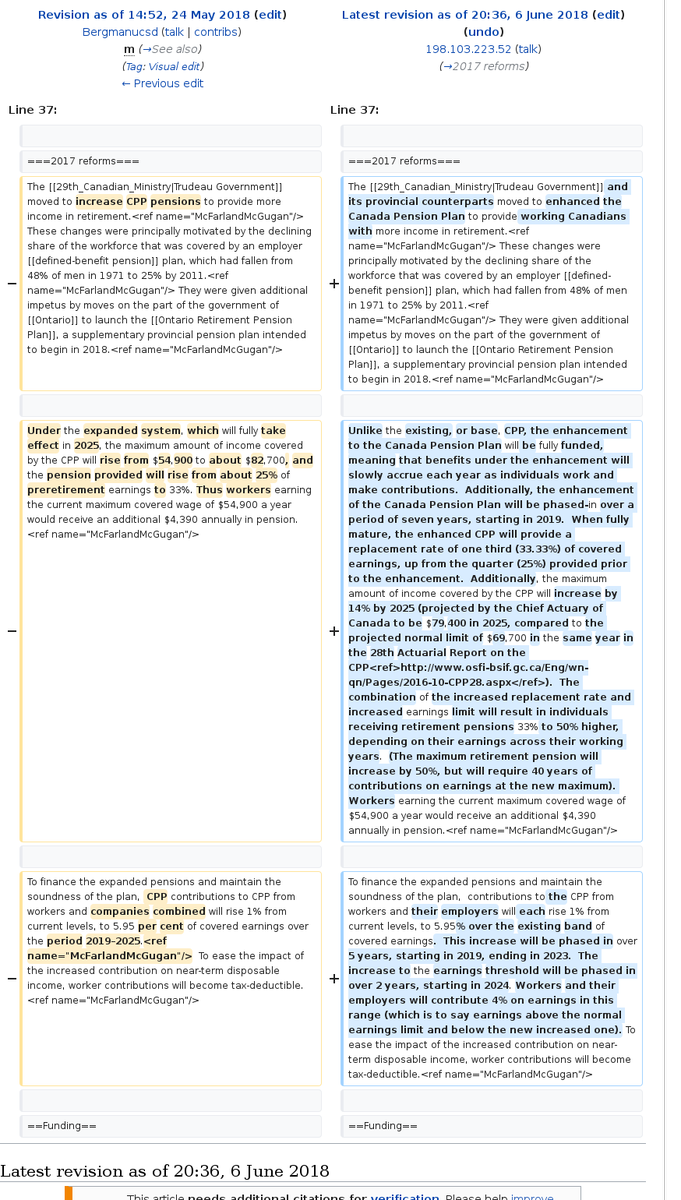 Revision as of 14:52, 24 May 2018 (edit)
Bergmanucsd (talk | contribs)
m (→See also)
(Tag: Visual edit)
← Previous edit
Latest revision as of 20:36, 6 June 2018 (edit)
(undo)
198.103.223.52 (talk)
(→2017 reforms)
Line 37:
Line 37:
===2017 reforms===
===2017 reforms===
−
The [[29th_Canadian_Ministry|Trudeau Government]]
moved to increase CPP pensions to provide more
income in retirement.<ref name="McFarlandMcGugan"/>
These changes were principally motivated by the declining
share of the workforce that was covered by an employer
[[defined-benefit pension]] plan, which had fallen from
48% of men in 1971 to 25% by 2011.<ref
name="McFarlandMcGugan"/> They were given additional
impetus by moves on the part of the government of
[[Ontario]] to launch the [[Ontario Retirement Pension
Plan]], a supplementary provincial pension plan intended
to begin in 2018.<ref name="McFarlandMcGugan"/>
+
The [[29th_Canadian_Ministry|Trudeau Government]] and
its provincial counterparts moved to enhanced the
Canada Pension Plan to provide working Canadians
with more income in retirement.<ref
name="McFarlandMcGugan"/> These changes were
principally motivated by the declining share of the
workforce that was covered by an employer [[defined-
benefit pension]] plan, which had fallen from 48% of men
in 1971 to 25% by 2011.<ref
name="McFarlandMcGugan"/> They were given additional
impetus by moves on the part of the government of
[[Ontario]] to launch the [[Ontario Retirement Pension
Plan]], a supplementary provincial pension plan intended
to begin in 2018.<ref name="McFarlandMcGugan"/>
−
Under the expanded system, which will fully take
effect in 2025, the maximum amount of income covered
by the CPP will rise from $54,900 to about $82,700, and
the pension provided will rise from about 25% of
preretirement earnings to 33%. Thus workers earning
the current maximum covered wage of $54,900 a year
would receive an additional $4,390 annually in pension.
<ref name="McFarlandMcGugan"/>
+
Unlike the existing, or base, CPP, the enhancement
to the Canada Pension Plan will be fully funded,
meaning that benefits under the enhancement will
slowly accrue each year as individuals work and
make contributions. Additionally, the enhancement
of the Canada Pension Plan will be phased-in over a
period of seven years, starting in 2019. When fully
mature, the enhanced CPP will provide a
replacement rate of one third (33.33%) of covered
earnings, up from the quarter (25%) provided prior
to the enhancement. Additionally, the maximum
amount of income covered by the CPP will increase by
14% by 2025 (projected by the Chief Actuary of
Canada to be $79,400 in 2025, compared to the
projected normal limit of $69,700 in the same year in
the 28th Actuarial Report on the
CPP<ref>http://www.osfi-bsif.gc.ca/Eng/wn-
qn/Pages/2016-10-CPP28.aspx</ref>). The
combination of the increased replacement rate and
increased earnings limit will result in individuals
receiving retirement pensions 33% to 50% higher,
depending on their earnings across their working
years. (The maximum retirement pension will
increase by 50%, but will require 40 years of
contributions on earnings at the new maximum).
Workers earning the current maximum covered wage of
$54,900 a year would receive an additional $4,390
annually in pension.<ref name="McFarlandMcGugan"/>
−
To finance the expanded pensions and maintain the
soundness of the plan, CPP contributions to CPP from
workers and companies combined will rise 1% from
current levels, to 5.95 per cent of covered earnings over
the period 2019–2025.<ref
name="McFarlandMcGugan"/> To ease the impact of
the increased contribution on near-term disposable
income, worker contributions will become tax-deductible.
<ref name="McFarlandMcGugan"/>
+
To finance the expanded pensions and maintain the
soundness of the plan, contributions to the CPP from
workers and their employers will each rise 1% from
current levels, to 5.95% over the existing band of
covered earnings. This increase will be phased in over
5 years, starting in 2019, ending in 2023. The
increase to the earnings threshold will be phased in
over 2 years, starting in 2024. Workers and their
employers will contribute 4% on earnings in this
range (which is to say earnings above the normal
earnings limit and below the new increased one). To
ease the impact of the increased contribution on near-
term disposable income, worker contributions will become
tax-deductible.<ref name="McFarlandMcGugan"/>
==Funding==
==Funding==
Latest revision as of 20:36, 6 June 2018
This article needs additional citations for verification. Please help improve